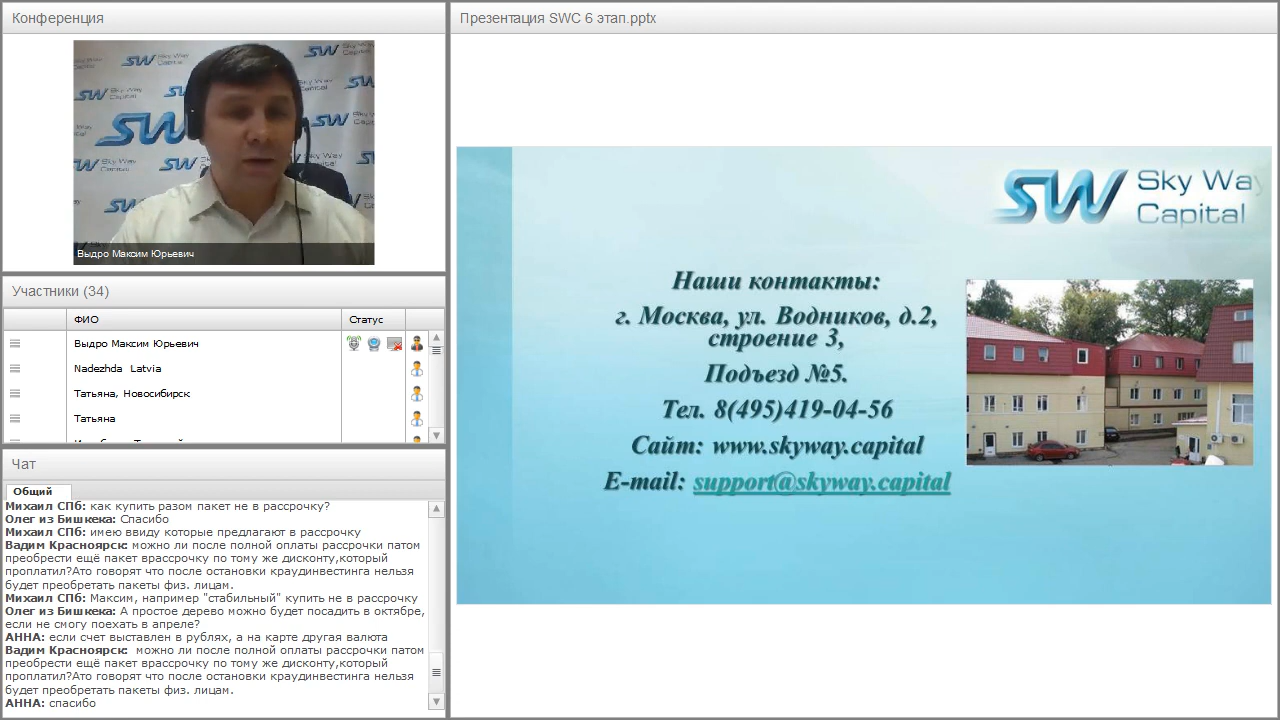 Конференция
SW Sky Way Capital
Выдро Максим Юрьевич
Участники (34)
ФИО
Статус
Выдро Максим Юрьевич
Nadezhda Latvia
Татьяна, Новосибирск
Татьяна
Чат
Общий
Михаил СПб: как купить разом пакет не в рассрочку?
Олег из Бишкека: Спасибо
Михаил СПб: имею ввиду которые предлагают в рассрочку
Вадим Красноярск: можно ли после полной оплаты рассрочки патом
преобрести ещё пакет врассрочку по тому же дисконту,который
проплатил?Ато говорят что после остановки краудинвестинга нельзя
будет преобретать пакеты физ. лицам.
Михаил СПб: Максим, например "стабильный" купить не в рассрочку
Олег из Бишкека: А простое дерево можно будет посадить в октябре,
если не смогу поехать в апреле?
АННА: если счет выставлен в рублях, а на карте другая валюта
Вадим Красноярск: можно ли после полной оплаты рассрочки патом
преобрести ещё пакет врассрочку по тому же дисконту,который
проплатил?Ато говорят что после остановки краудинвестинга нельзя
будет преобретать пакеты физ. лицам.
АННА: спасибо
Презентация SWC 6 этап.pptx
SW Sky Way
Capital
Наши контакты:
г. Москва, ул. Водников, д.2,
строение 3,
Подъезд №5.
Тел. 8(495)419-04-56
Сайт: www.skyway.capital
E-mail: support@skyway.capital